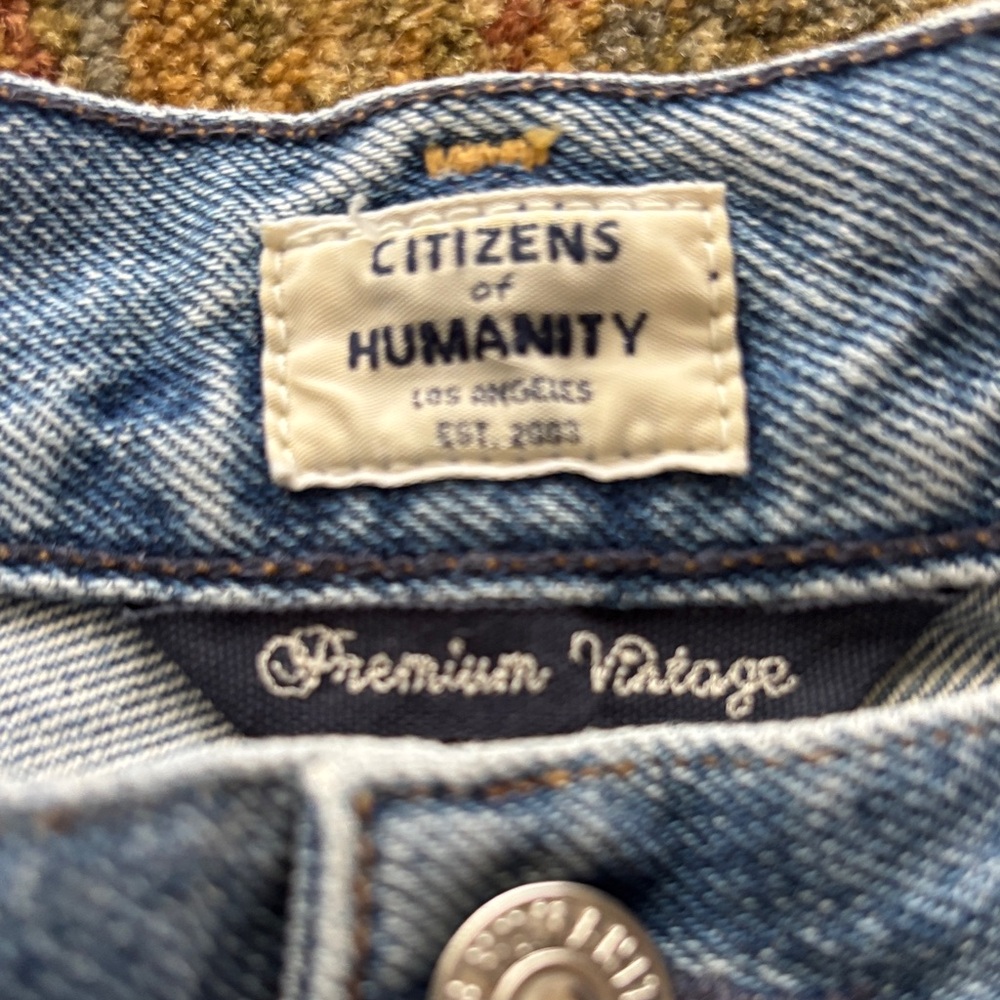 CITIZENS
of
HUMANITY
LOS ANGELES
EST. 2003
Premium Vintage